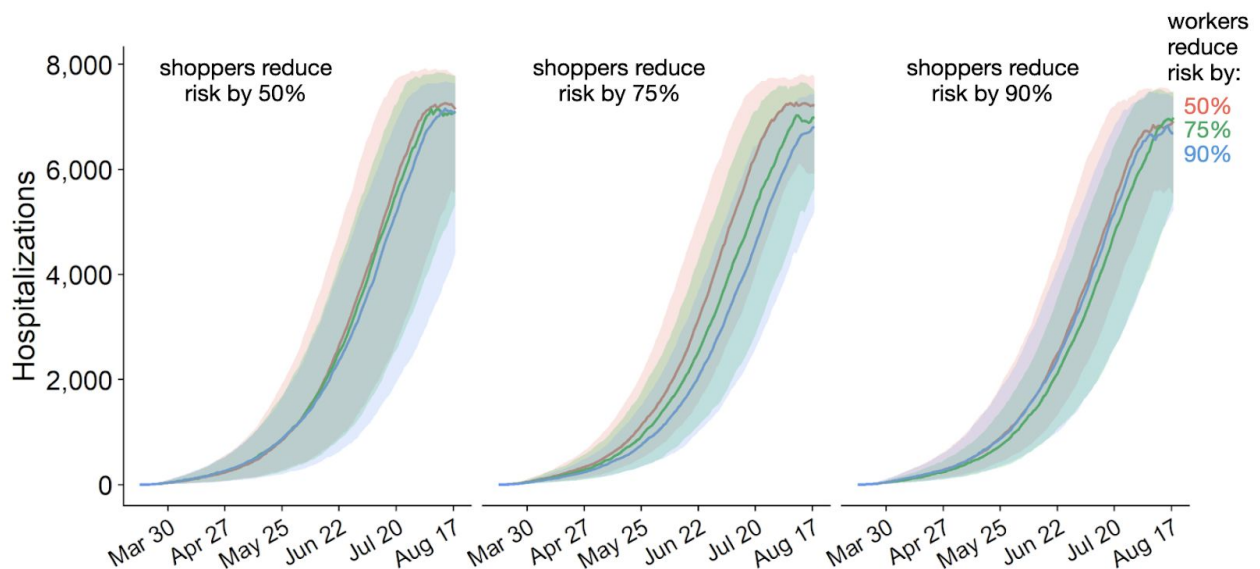 workers
reduce
risk by:
50%
75%
90%
shoppers reduce
risk by 50%
shoppers reduce
risk by 75%
shoppers reduce
risk by 90%
Hospitalizations
8,000
6,000
4,000
2,000
0
Mar 30 Apr 27 May 25 Jun 22 Jul 20 Aug 17
Mar 30 Apr 27 May 25 Jun 22 Jul 20 Aug 17
Mar 30 Apr 27 May 25 Jun 22 Jul 20 Aug 17